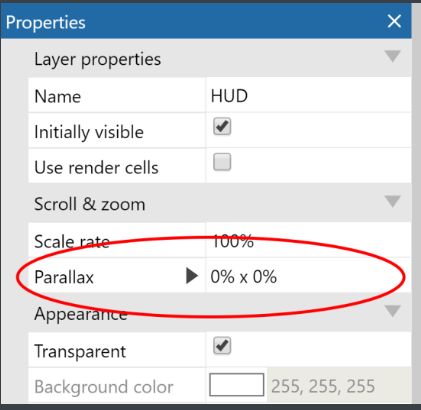 Properties
Layer properties
Name HUD
Initially visible
Use render cells
Scroll & zoom
Scale rate 100%
Parallax 0% x 0%
Appearance
Transparent
Background color 255, 255, 255